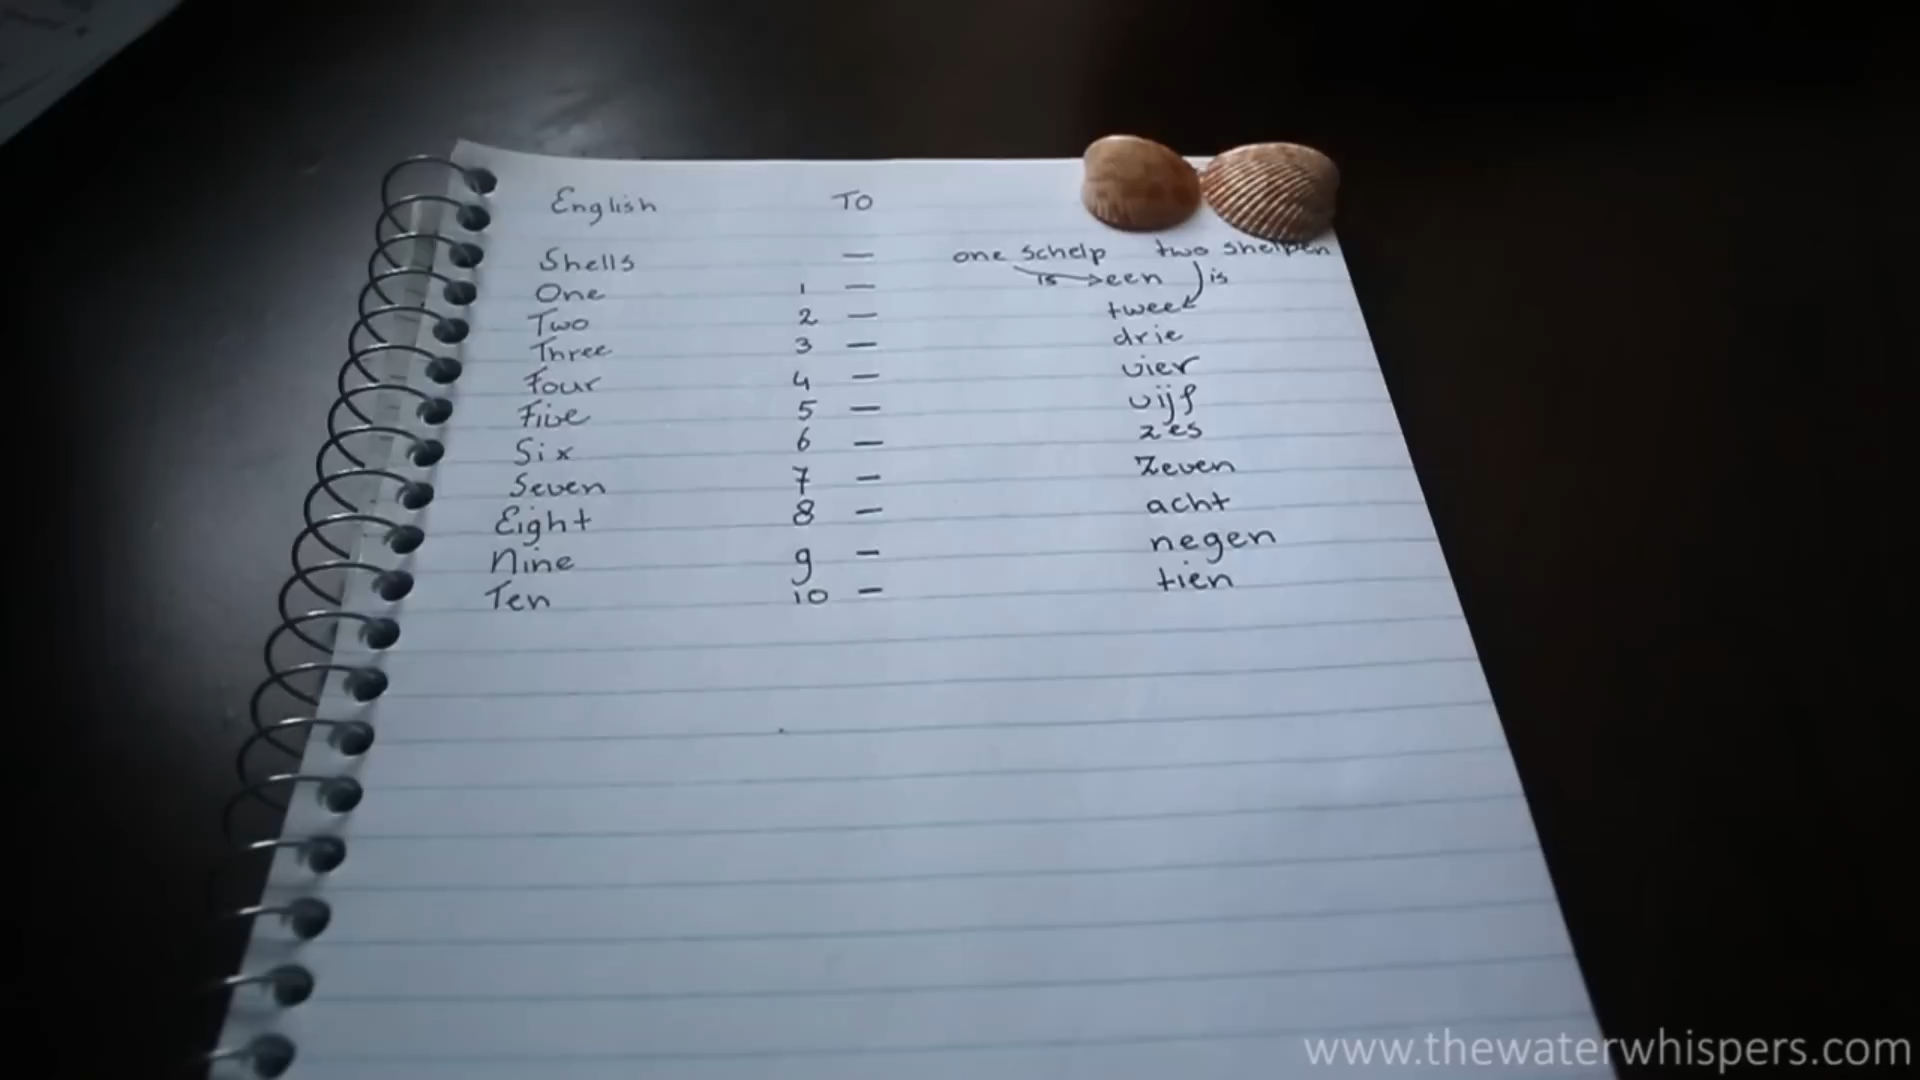 English TO
Shells — one schelp two shelpen
One 1 — is een is
Two 2 — twee
Three 3 — drie
Four 4 — vier
Five 5 — vijf
Six 6 — zes
Seven 7 — Zeven
Eight 8 — acht
Nine 9 — negen
Ten 10 — tien
www.thewaterwhispers.com